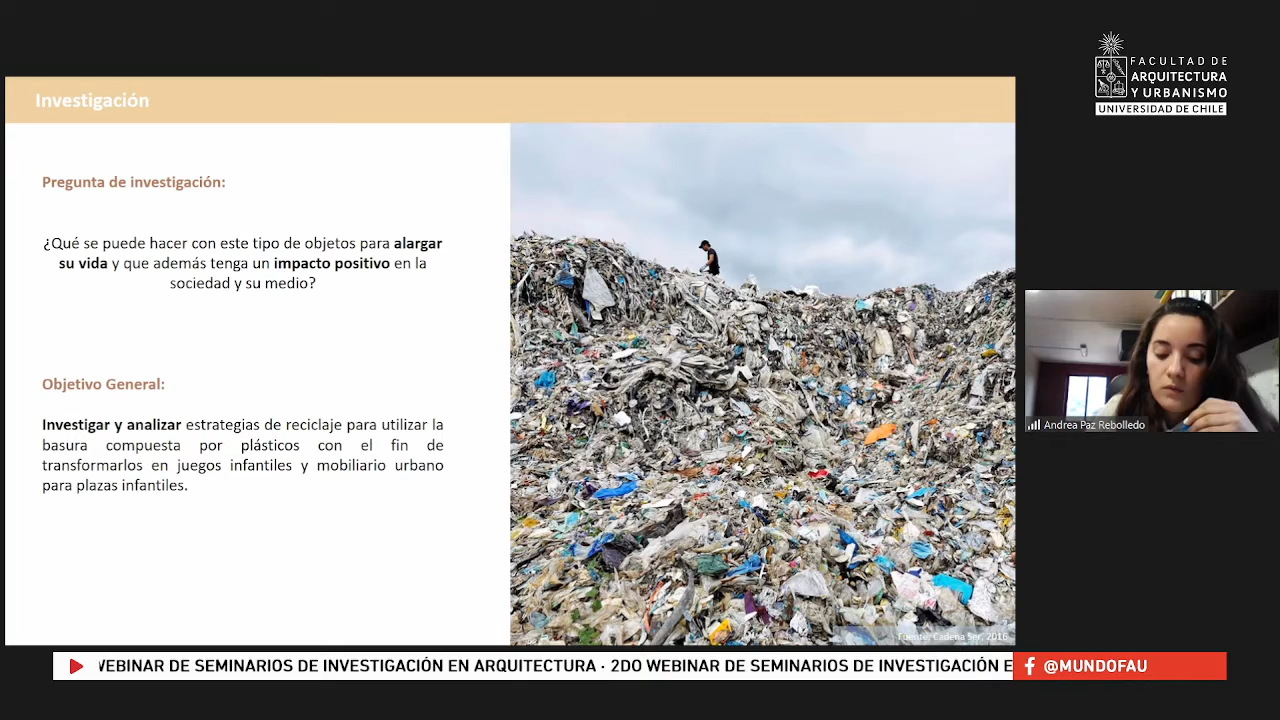 FACULTAD DE
ARQUITECTURA
Y URBANISMO
UNIVERSIDAD DE CHILE
Investigación
Pregunta de investigación:
¿Qué se puede hacer con este tipo de objetos para alargar
su vida y que además tenga un impacto positivo en la
sociedad y su medio?
Objetivo General:
Investigar y analizar estrategias de reciclaje para utilizar la
basura compuesta por plásticos con el fin de
transformarlos en juegos infantiles y mobiliario urbano
para plazas infantiles.
Fuente: Cadena Ser, 2016
Andrea Paz Rebolledo
WEBINAR DE SEMINARIOS DE INVESTIGACIÓN EN ARQUITECTURA · 2DO WEBINAR DE SEMINARIOS DE INVESTIGACIÓN E
@MUNDOFAU